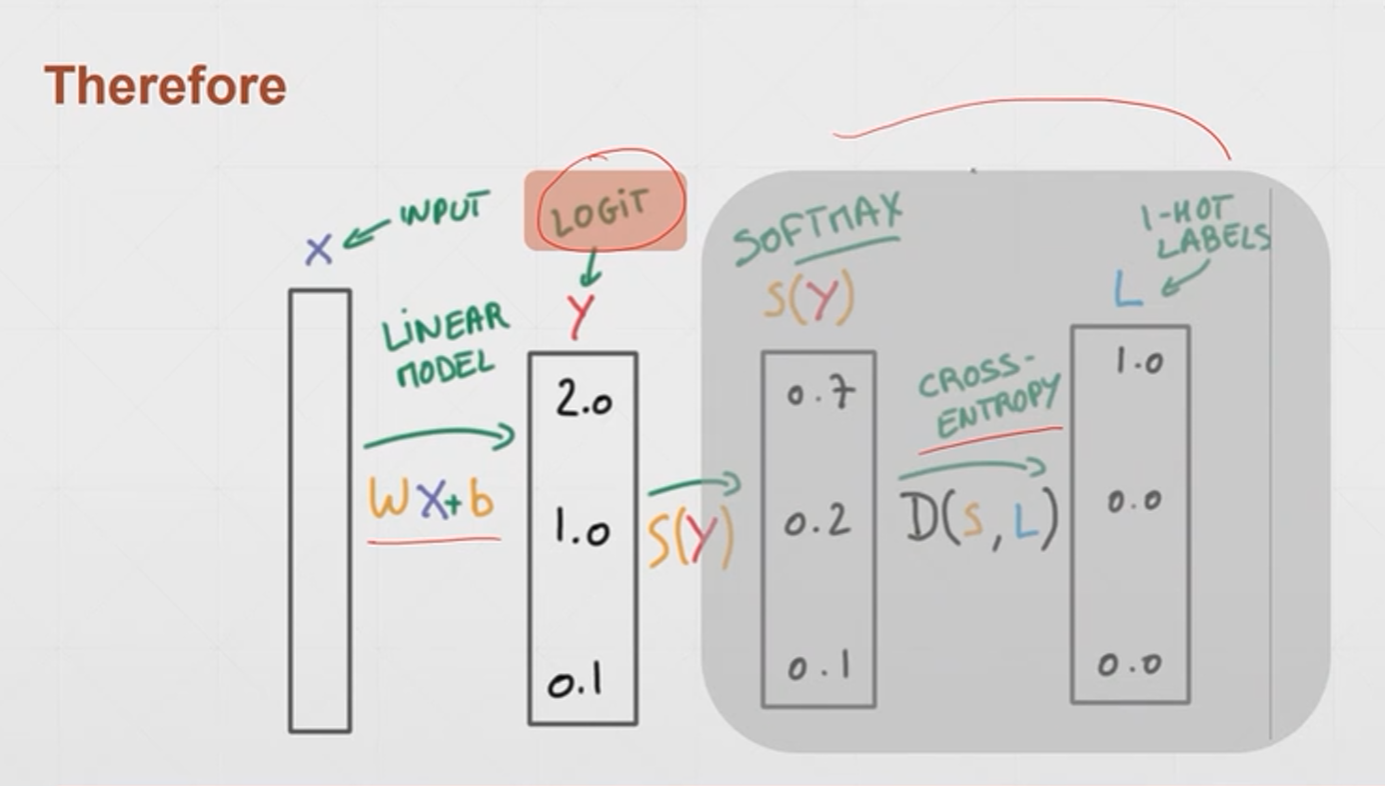 Therefore
INPUT
X
LINEAR
MODEL
WX+b
LOGIT
Y
2.0
1.0
0.1
S(Y)
SOFTMAX
S(Y)
0.7
0.2
0.1
CROSS-
ENTROPY
D(S,L)
1-HOT
LABELS
L
1.0
0.0
0.0